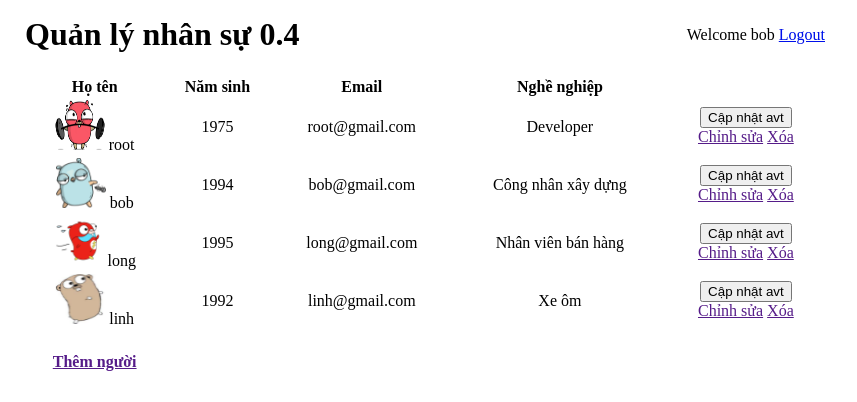 Quản lý nhân sự 0.4
Welcome bob Logout
Họ tên Năm sinh Email Nghề nghiệp
root 1975 root@gmail.com Developer Cập nhật avt
Chỉnh sửa Xóa
bob 1994 bob@gmail.com Công nhân xây dựng Cập nhật avt
Chỉnh sửa Xóa
long 1995 long@gmail.com Nhân viên bán hàng Cập nhật avt
Chỉnh sửa Xóa
linh 1992 linh@gmail.com Xe ôm Cập nhật avt
Chỉnh sửa Xóa
Thêm người